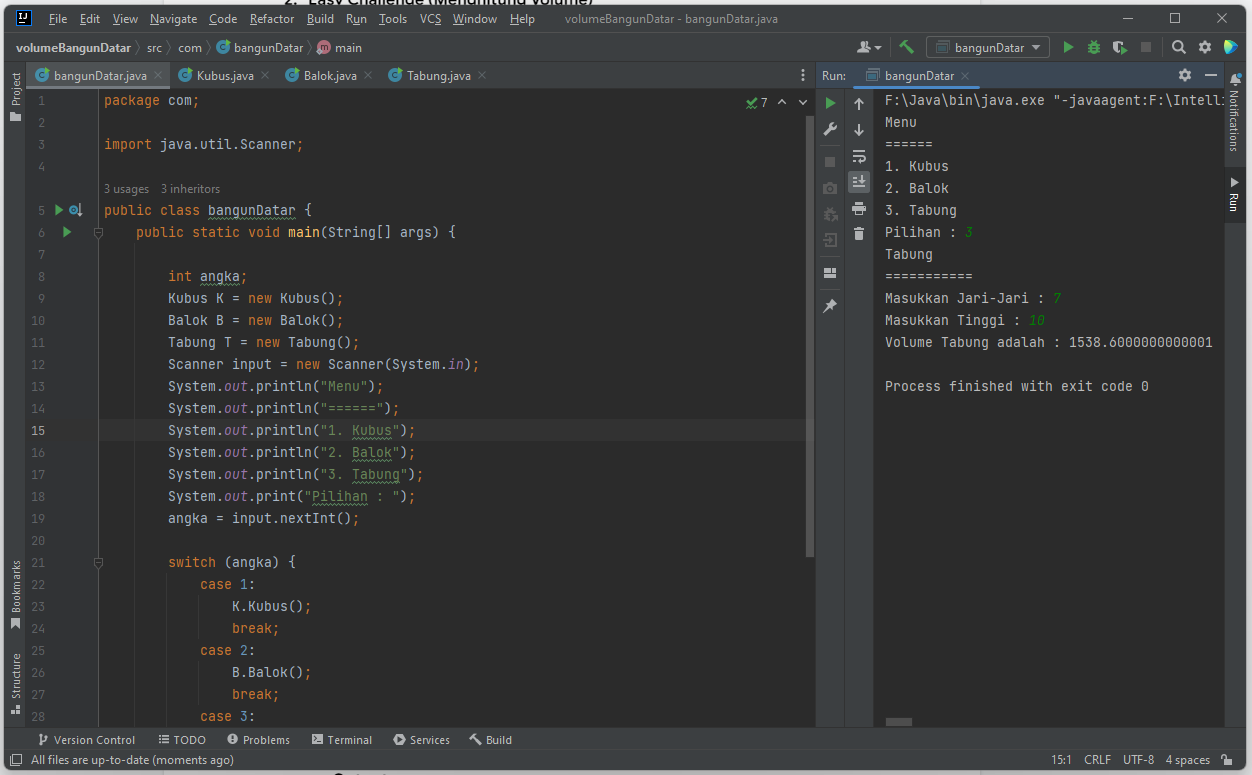 2. Easy Challenge (Menghitung Volume)
File Edit View Navigate Code Refactor Build Run Tools VCS Window Help volumeBangunDatar - bangunDatar.java
volumeBangunDatar src com bangunDatar main bangunDatar
Project
bangunDatar.java Kubus.java Balok.java Tabung.java
1 package com;
2
3 import java.util.Scanner;
4
3 usages 3 inheritors
5 public class bangunDatar {
6 public static void main(String[] args) {
7
8 int angka;
9 Kubus K = new Kubus();
10 Balok B = new Balok();
11 Tabung T = new Tabung();
12 Scanner input = new Scanner(System.in);
13 System.out.println("Menu");
14 System.out.println("======");
15 System.out.println("1. Kubus");
16 System.out.println("2. Balok");
17 System.out.println("3. Tabung");
18 System.out.print("Pilihan : ");
19 angka = input.nextInt();
20
21 switch (angka) {
22 case 1:
23 K.Kubus();
24 break;
25 case 2:
26 B.Balok();
27 break;
28 case 3:
7
Run: bangunDatar
F:\Java\bin\java.exe "-javaagent:F:\Intelli
Menu
======
1. Kubus
2. Balok
3. Tabung
Pilihan : 3
Tabung
===========
Masukkan Jari-Jari : 7
Masukkan Tinggi : 10
Volume Tabung adalah : 1538.6000000000001
Process finished with exit code 0
Notifications
Run
Bookmarks
Structure
Version Control TODO Problems Terminal Services Build
All files are up-to-date (moments ago) 15:1 CRLF UTF-8 4 spaces